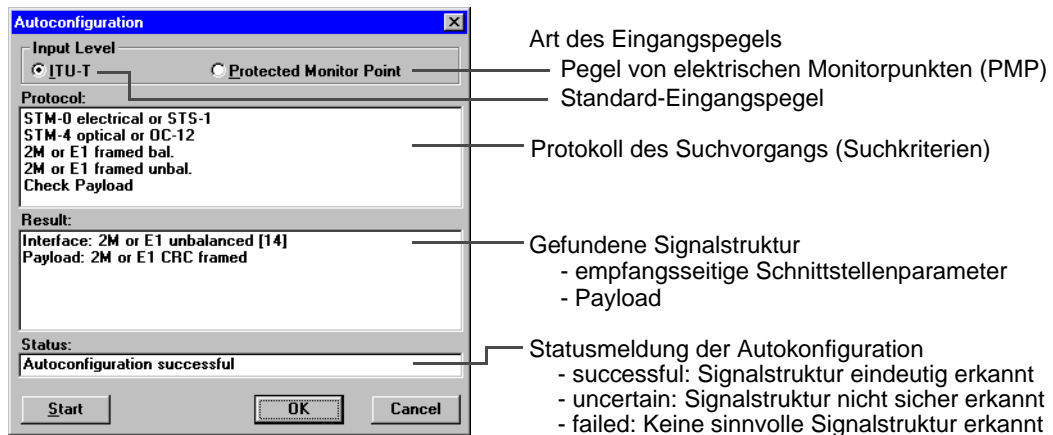 Autoconfiguration
Input Level
ITU-T
Protected Monitor Point
Protocol:
STM-0 electrical or STS-1
STM-4 optical or OC-12
2M or E1 framed bal.
2M or E1 framed unbal.
Check Payload
Result:
Interface: 2M or E1 unbalanced [14]
Payload: 2M or E1 CRC framed
Status:
Autoconfiguration successful
Start
OK
Cancel
Art des Eingangspegels
Pegel von elektrischen Monitorpunkten (PMP)
Standard-Eingangspegel
Protokoll des Suchvorgangs (Suchkriterien)
Gefundene Signalstruktur
- empfangsseitige Schnittstellenparameter
- Payload
Statusmeldung der Autokonfiguration
- successful: Signalstruktur eindeutig erkannt
- uncertain: Signalstruktur nicht sicher erkannt
- failed: Keine sinnvolle Signalstruktur erkannt